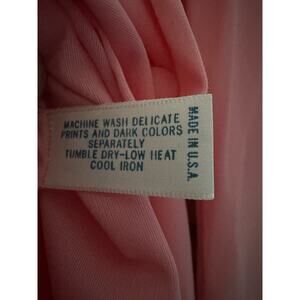 MACHINE WASH DELICATE
PRINTS AND DARK COLORS
SEPARATELY
TUMBLE DRY-LOW HEAT
COOL IRON
MADE IN U.S.A.